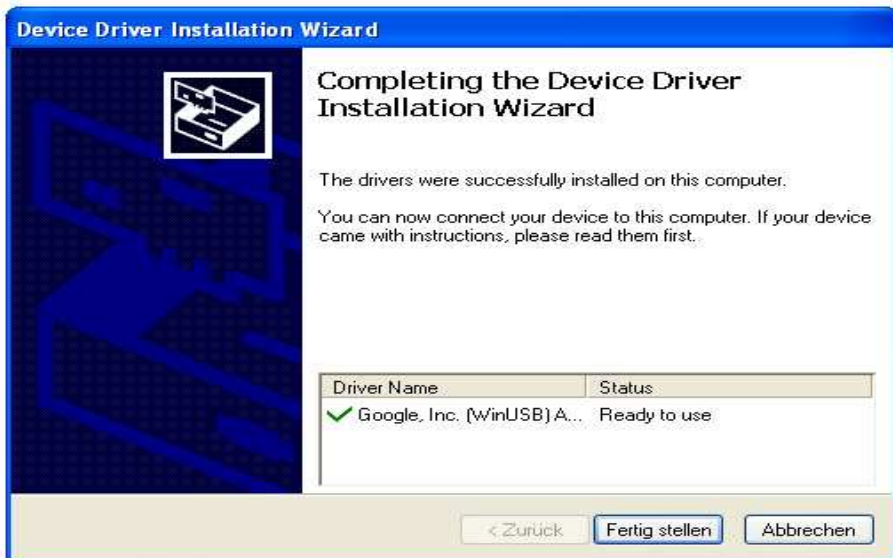 Device Driver Installation Wizard
Completing the Device Driver
Installation Wizard
The drivers were successfully installed on this computer.
You can now connect your device to this computer. If your device
came with instructions, please read them first.
Driver Name Status
Google, Inc. (WinUSB) A... Ready to use
< Zurück Fertig stellen Abbrechen